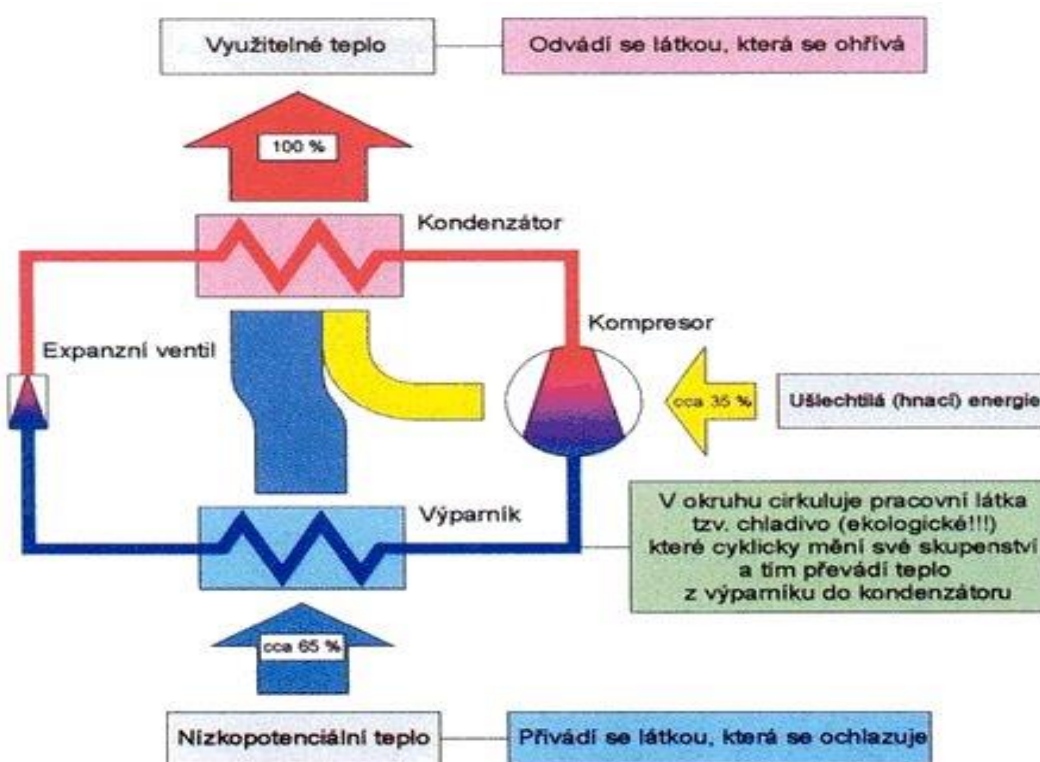 Využitelné teplo
Odvádí se látkou, která se ohřívá
100 %
Kondenzátor
Kompresor
Expanzní ventil
cca 35 %
Ušlechtilá (hnací) energie
Výparník
V okruhu cirkuluje pracovní látka
tzv. chladivo (ekologické!!!)
které cyklicky mění své skupenství
a tím převádí teplo
z výparníku do kondenzátoru
cca 65 %
Nízkopotenciální teplo
Přivádí se látkou, která se ochlazuje